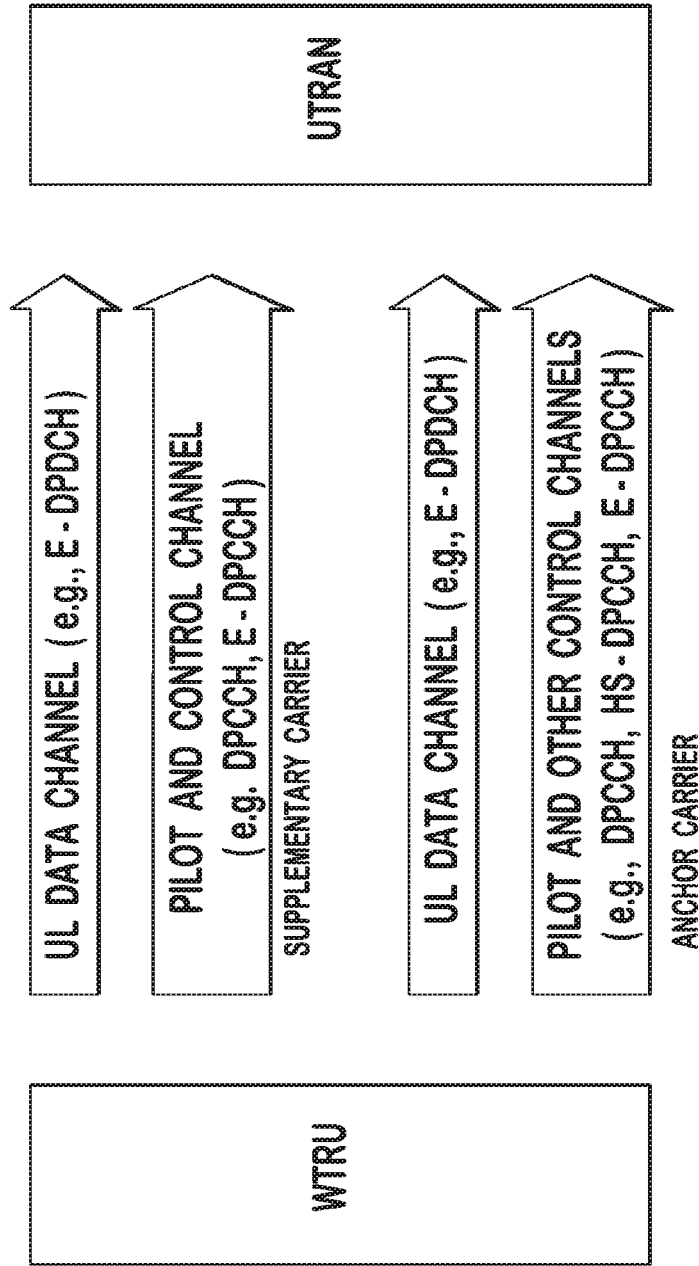 WTRU
UL DATA CHANNEL (e.g., E-DPDCH)
PILOT AND CONTROL CHANNEL
(e.g. DPCCH, E-DPCCH)
SUPPLEMENTARY CARRIER
UL DATA CHANNEL (e.g., E-DPDCH)
PILOT AND OTHER CONTROL CHANNELS
(e.g., DPCCH, HS-DPCCH, E-DPCCH)
ANCHOR CARRIER
UTRAN